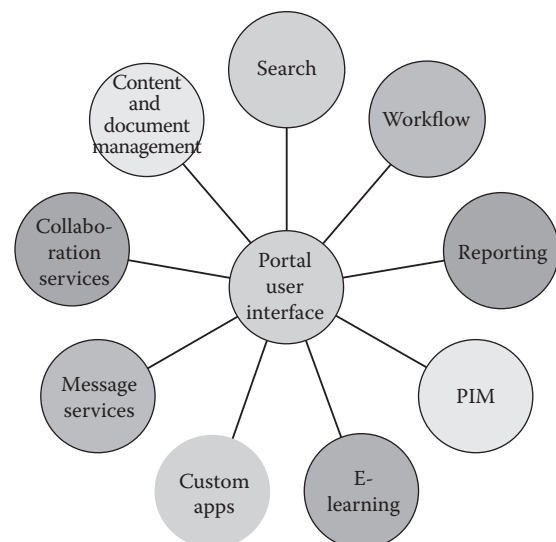 Search
Workflow
Reporting
PIM
E-
learning
Custom
apps
Message
services
Collabo-
ration
services
Content
and
document
management
Portal
user
interface